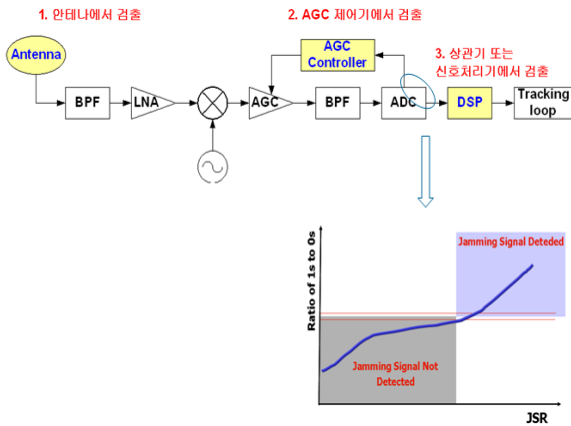 1. 안테나에서 검출
2. AGC 제어기에서 검출
3. 상관기 또는
신호처리기에서 검출
Antenna
AGC
Controller
BPF
LNA
AGC
BPF
ADC
DSP
Tracking
loop
Ratio of 1s to 0s
Jamming Signal Deteded
Jamming Signal Not
Detected
JSR